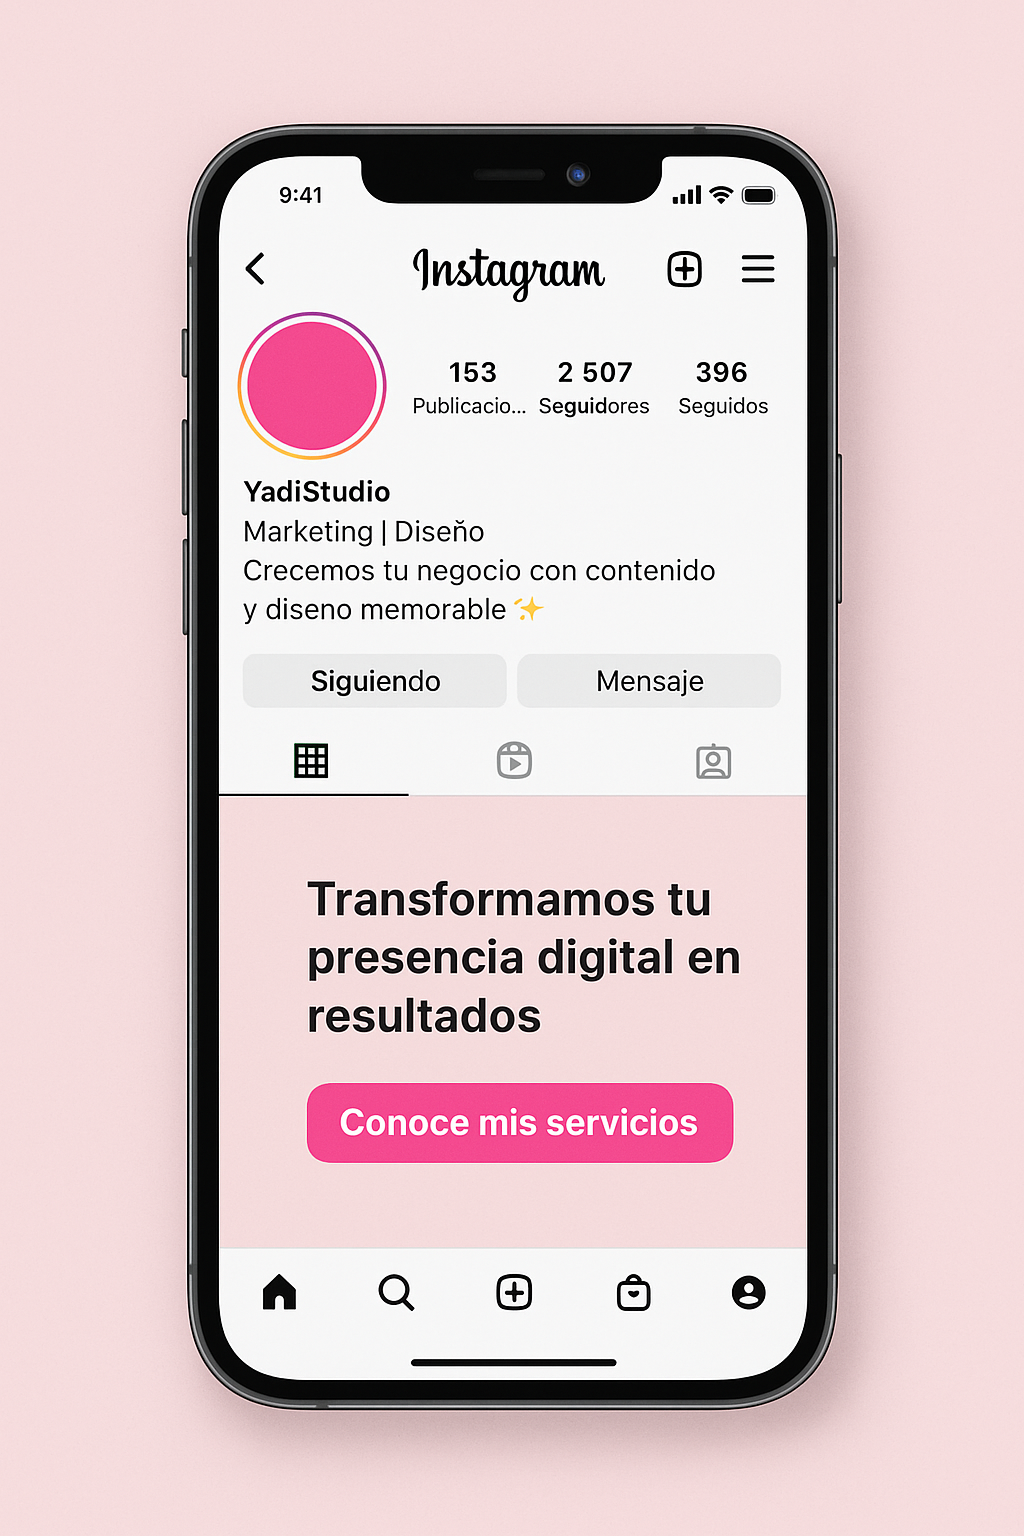 9:41
Instagram
153 2 507 396
Publicacio... Seguidores Seguidos
YadiStudio
Marketing | Diseňo
Crecemos tu negocio con contenido
y diseno memorable ✨
Siguiendo Mensaje
Transformamos tu
presencia digital en
resultados
Conoce mis servicios